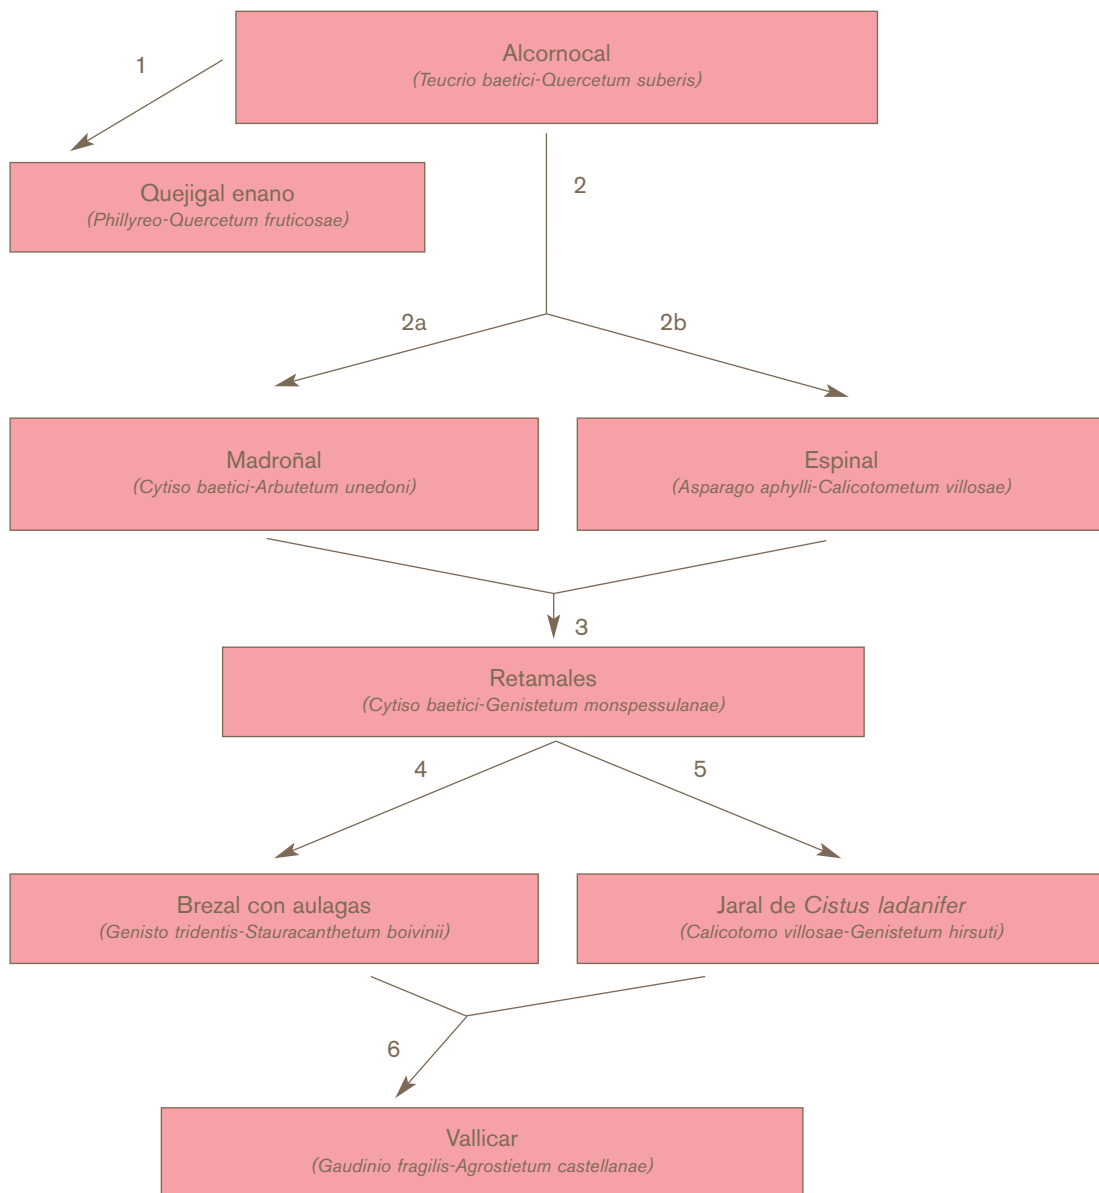 Alcornocal
(Teucrio baetici-Quercetum suberis)
1
Quejigal enano
(Phillyreo-Quercetum fruticosae)
2
2a
2b
Madroñal
(Cytiso baetici-Arbutetum unedoni)
Espinal
(Asparago aphylli-Calicotometum villosae)
3
Retamales
(Cytiso baetici-Genistetum monspessulanae)
4
5
Brezal con aulagas
(Genisto tridentis-Stauracanthetum boivinii)
Jaral de Cistus ladanifer
(Calicotomo villosae-Genistetum hirsuti)
6
Vallicar
(Gaudinio fragilis-Agrostietum castellanae)